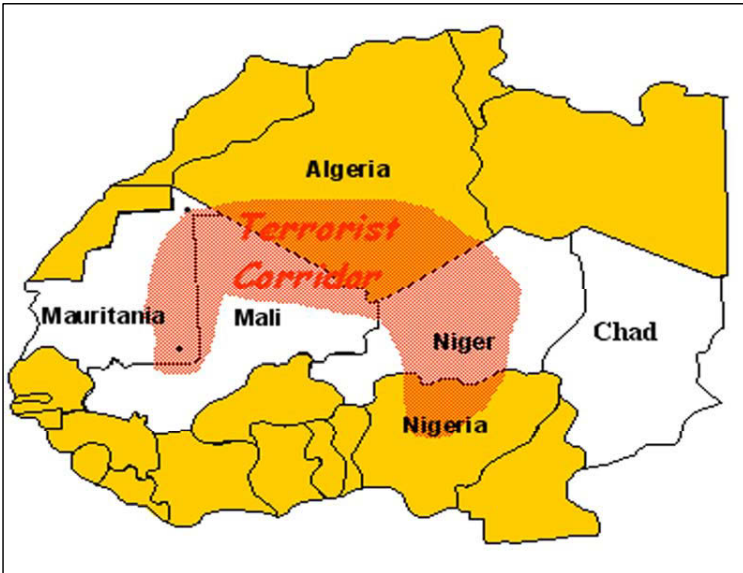 Algeria
Terrorist
Corridor
Mauritania
Mali
Niger
Chad
Nigeria